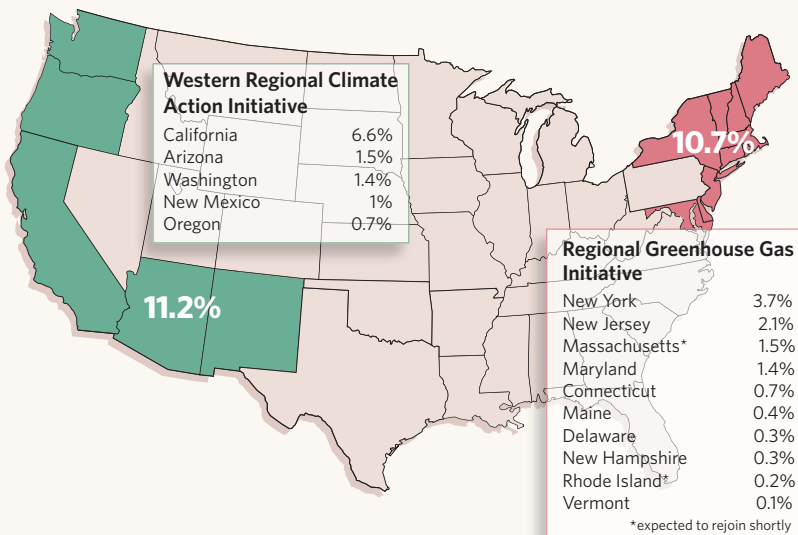 Western Regional Climate
Action Initiative
California 6.6%
Arizona 1.5%
Washington 1.4%
New Mexico 1%
Oregon 0.7%
11.2%
10.7%
Regional Greenhouse Gas
Initiative
New York 3.7%
New Jersey 2.1%
Massachusetts* 1.5%
Maryland 1.4%
Connecticut 0.7%
Maine 0.4%
Delaware 0.3%
New Hampshire 0.3%
Rhode Island* 0.2%
Vermont 0.1%
*expected to rejoin shortly